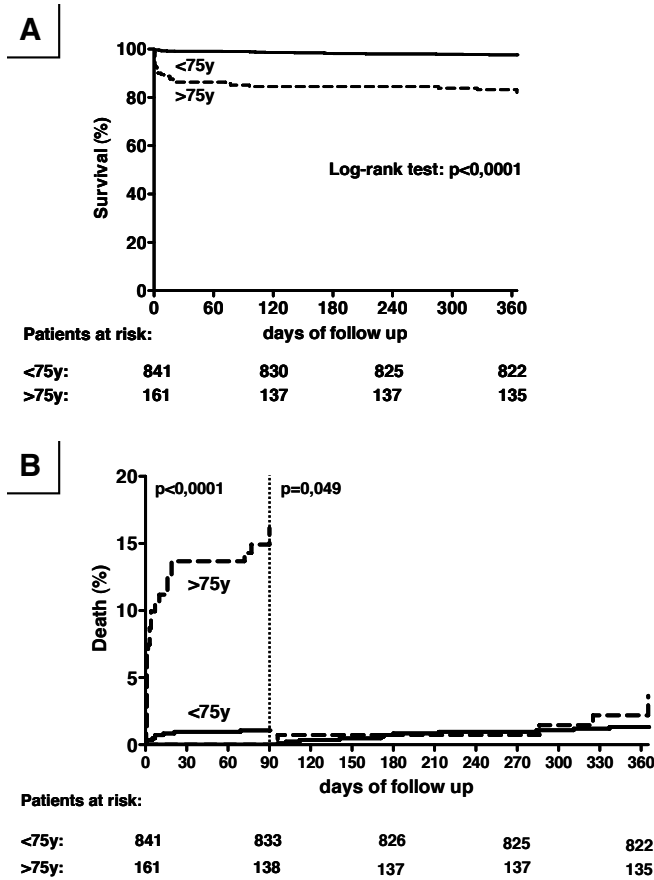 A
100
<75y
80
>75y
60
Log-rank test: p<0,0001
40
20
0
Survival (%)
0 60 120 180 240 300 360
days of follow up
Patients at risk:
<75y: 841 830 825 822
>75y: 161 137 137 135
B
20
p<0,0001 p=0,049
15
>75y
10
5
<75y
0
Death (%)
0 30 60 90 120 150 180 210 240 270 300 330 360
days of follow up
Patients at risk:
<75y: 841 833 826 825 822
>75y: 161 138 137 137 135